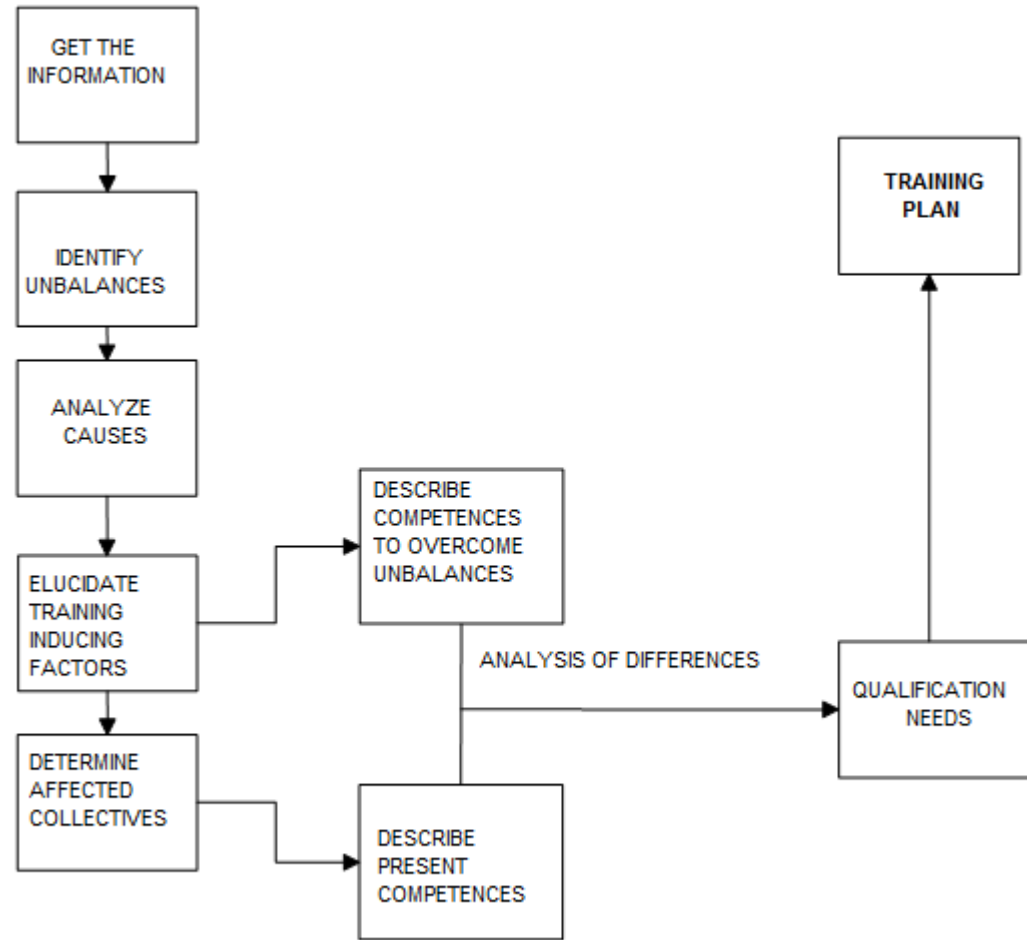 GET THE
INFORMATION
IDENTIFY
UNBALANCES
ANALYZE
CAUSES
ELUCIDATE
TRAINING
INDUCING
FACTORS
DETERMINE
AFFECTED
COLLECTIVES
DESCRIBE
COMPETENCES
TO OVERCOME
UNBALANCES
ANALYSIS OF DIFFERENCES
DESCRIBE
PRESENT
COMPETENCES
QUALIFICATION
NEEDS
TRAINING
PLAN